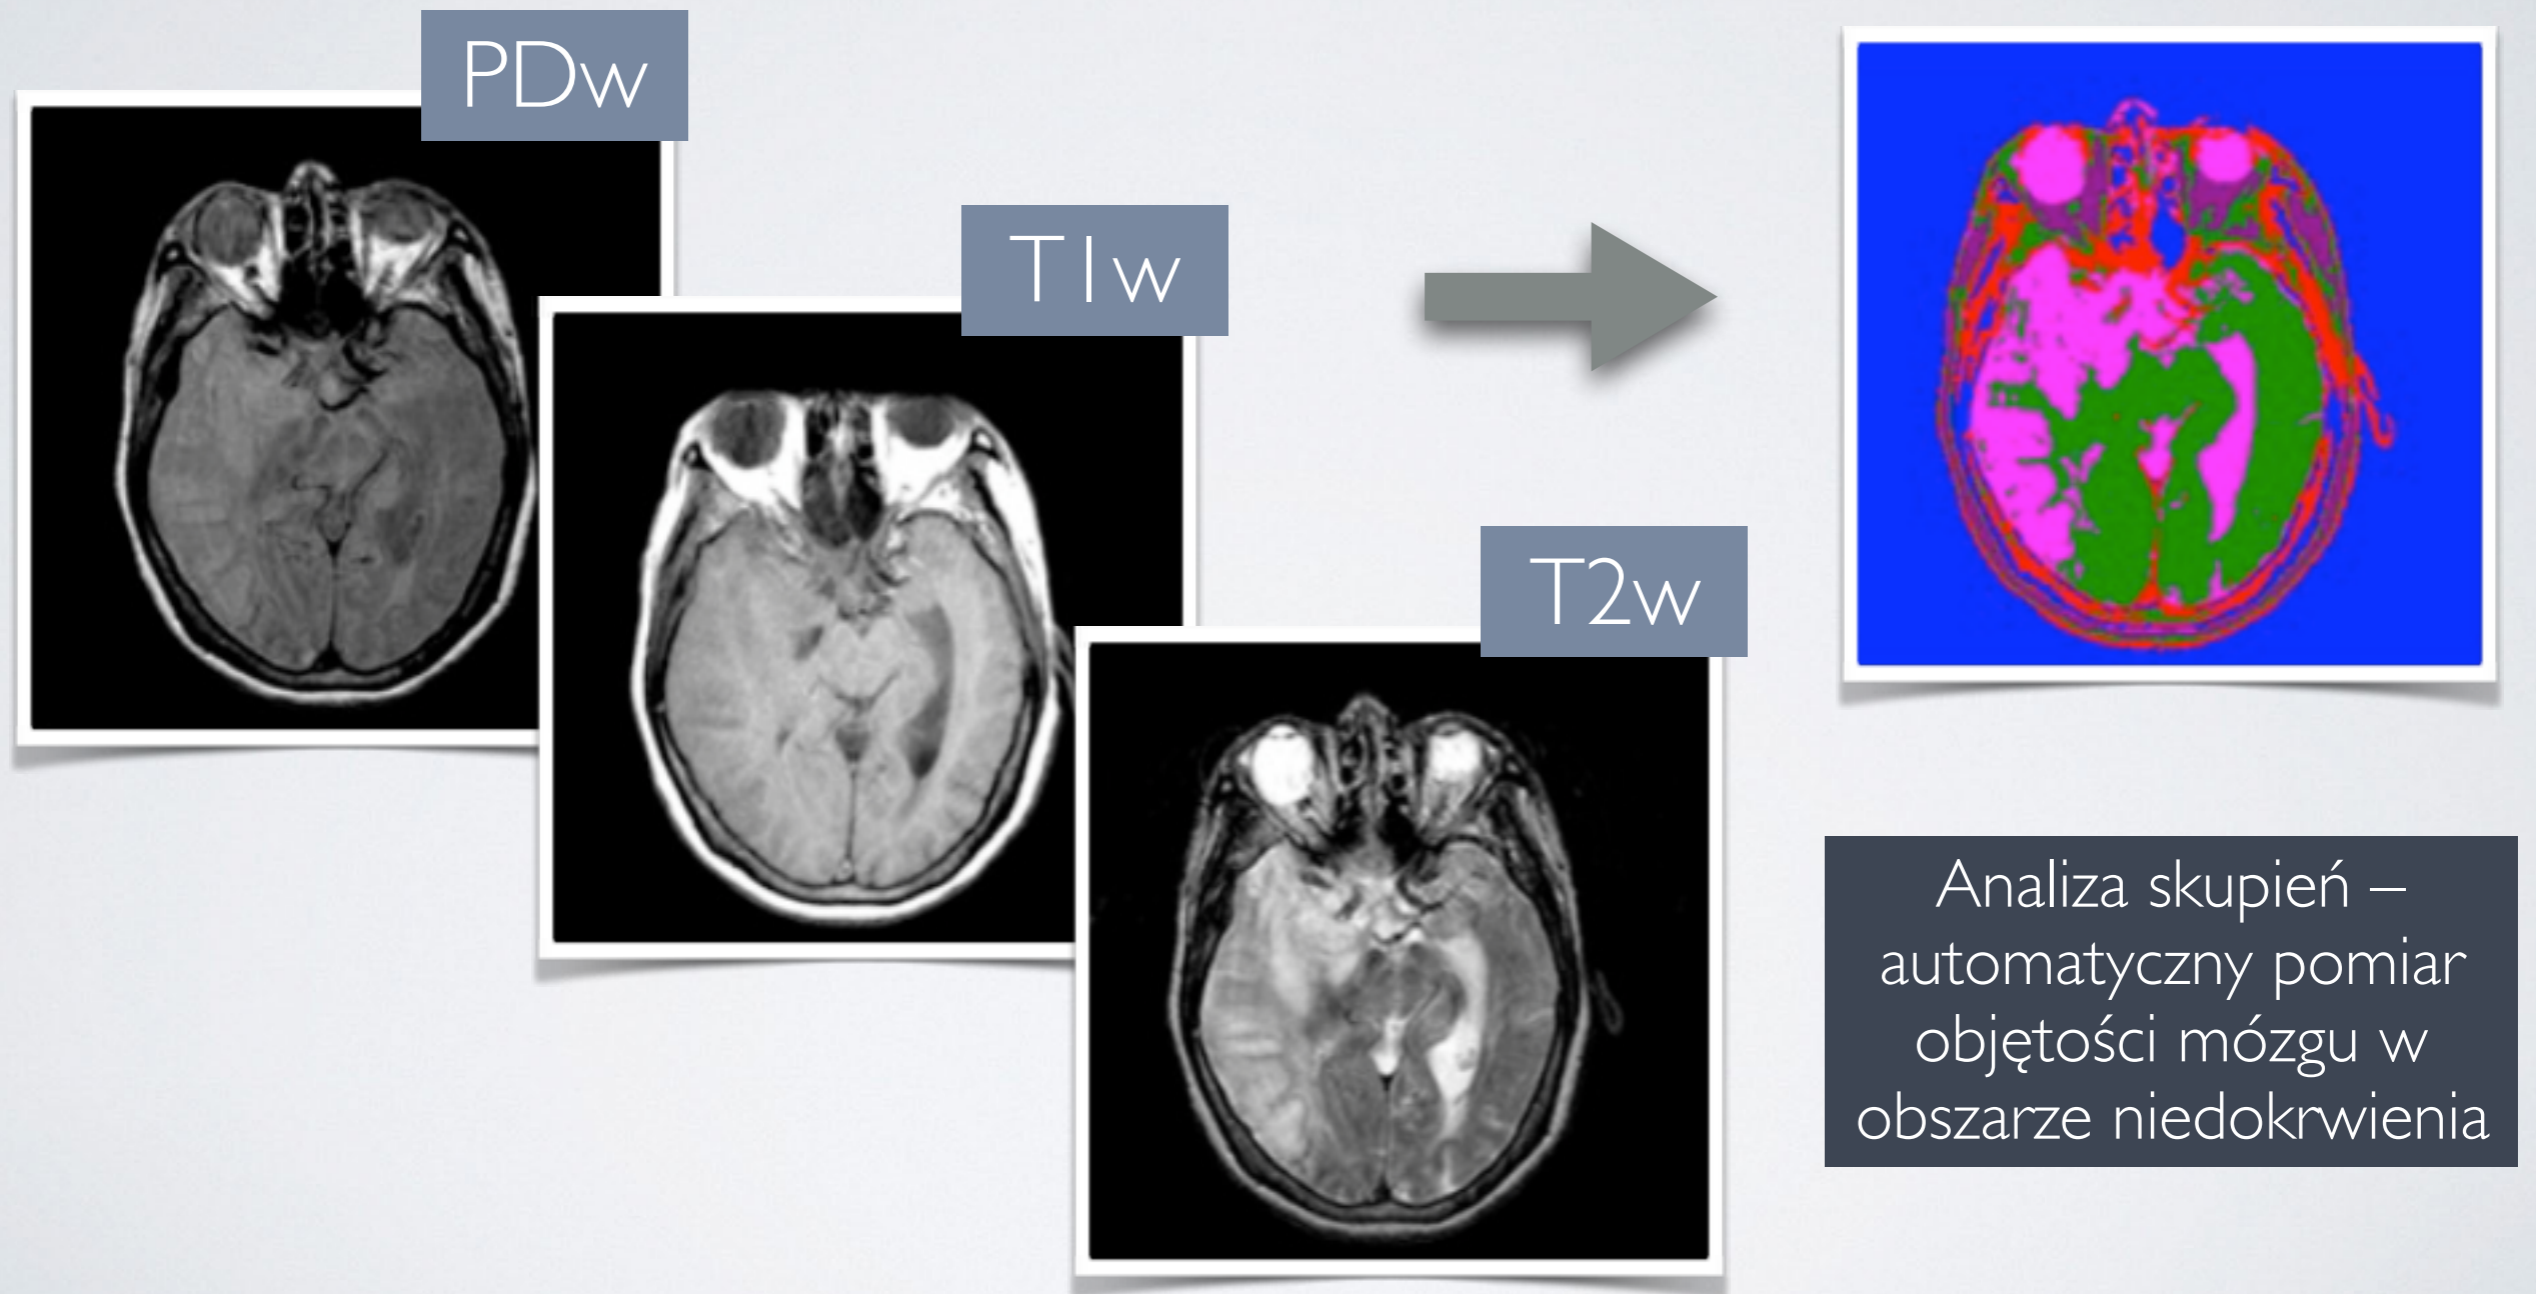 PDw
T1w
T2w
Analiza skupień –
automatyczny pomiar
objętości mózgu w
obszarze niedokrwienia